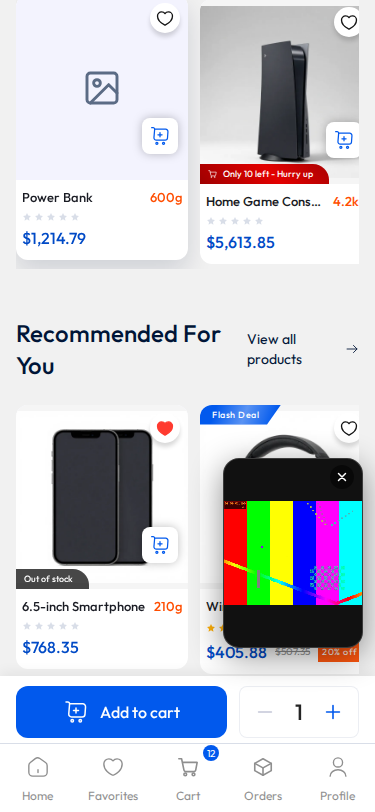 Power Bank 600g
$1,214.79
Only 10 left - Hurry up
Home Game Cons... 4.2k
$5,613.85
Recommended For
You
View all
products
Out of stock
6.5-inch Smartphone 210g
$768.35
Flash Deal
$405.88 $507.35 20% off
Add to cart
1
12
Home
Favorites
Cart
Orders
Profile